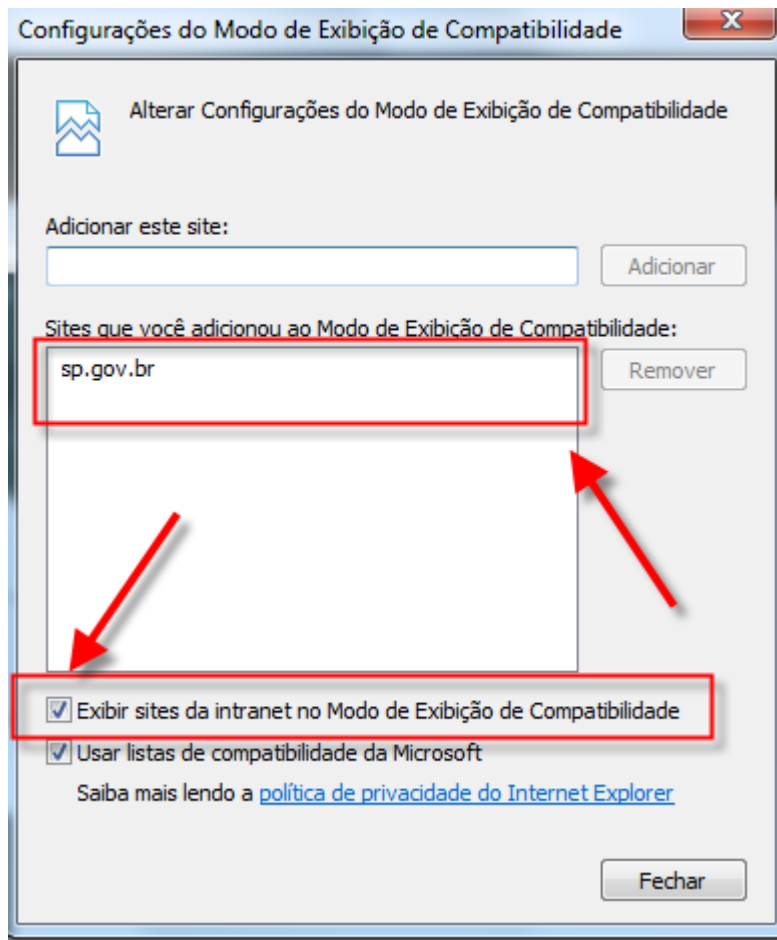 Configurações do Modo de Exibição de Compatibilidade
Alterar Configurações do Modo de Exibição de Compatibilidade
Adicionar este site:
Adicionar
Sites que você adicionou ao Modo de Exibição de Compatibilidade:
sp.gov.br
Remover
Exibir sites da intranet no Modo de Exibição de Compatibilidade
Usar listas de compatibilidade da Microsoft
Saiba mais lendo a política de privacidade do Internet Explorer
Fechar